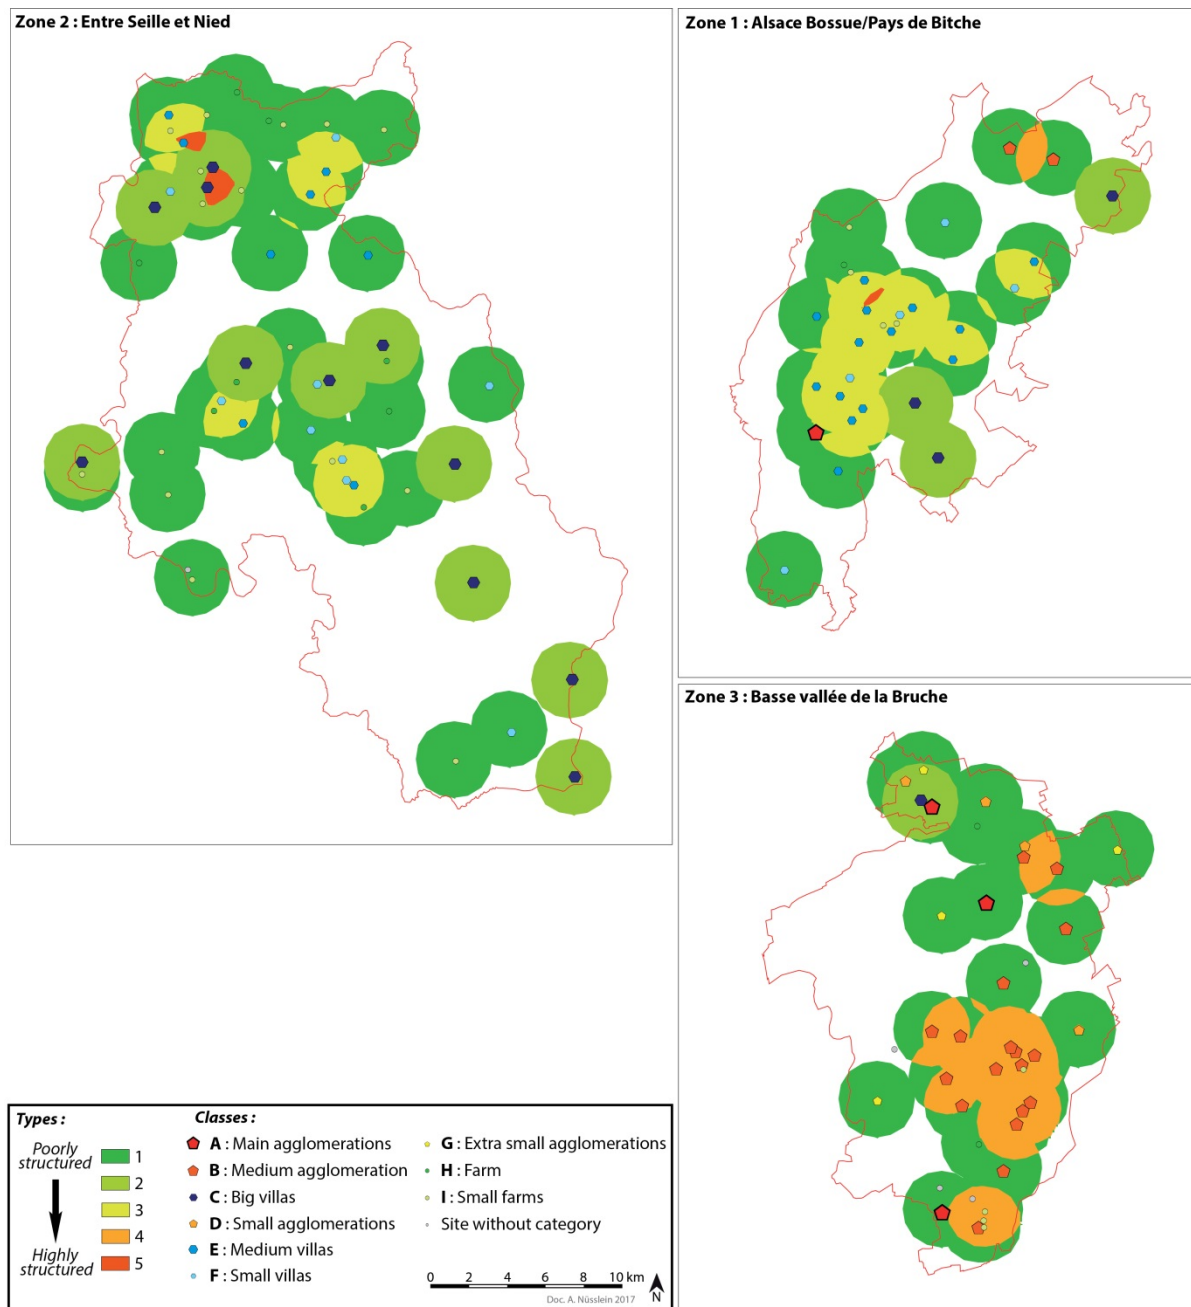 Zone 2 : Entre Seille et Nied
Zone 1 : Alsace Bossue/Pays de Bitche
Zone 3 : Basse vallée de la Bruche
Types :
Poorly
structured
Highly
structured
1
2
3
4
5
Classes :
A : Main agglomerations
B : Medium agglomeration
C : Big villas
D : Small agglomerations
E : Medium villas
F : Small villas
G : Extra small agglomerations
H : Farm
I : Small farms
Site without category
0 2 4 6 8 10 km
N
Doc. A. Nüsslein 2017